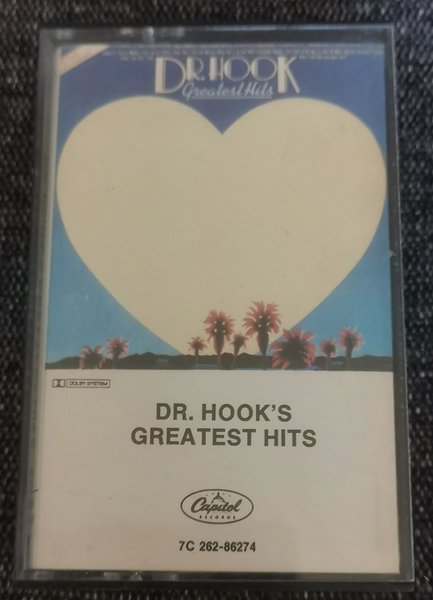 DR. HOOK
Greatest Hits
DOLBY SYSTEM
DR. HOOK'S
GREATEST HITS
Capitol
RECORDS
7C 262-86274